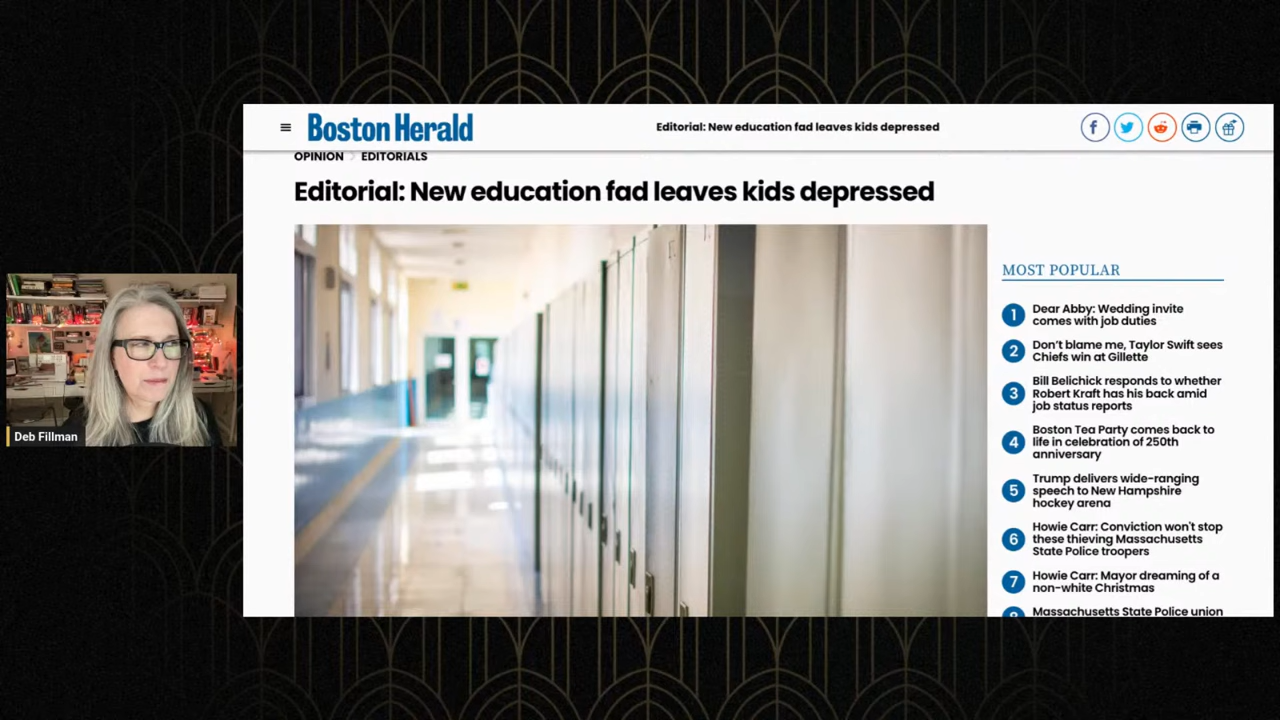 Boston Herald
Editorial: New education fad leaves kids depressed
OPINION EDITORIALS
Editorial: New education fad leaves kids depressed
MOST POPULAR
1 Dear Abby: Wedding invite
comes with job duties
2 Don't blame me, Taylor Swift sees
Chiefs win at Gillette
3 Bill Belichick responds to whether
Robert Kraft has his back amid
job status reports
4 Boston Tea Party comes back to
life in celebration of 250th
anniversary
5 Trump delivers wide-ranging
speech to New Hampshire
hockey arena
6 Howie Carr: Conviction won't stop
these thieving Massachusetts
State Police troopers
7 Howie Carr: Mayor dreaming of a
non-white Christmas
8 Massachusetts State Police union
Deb Fillman